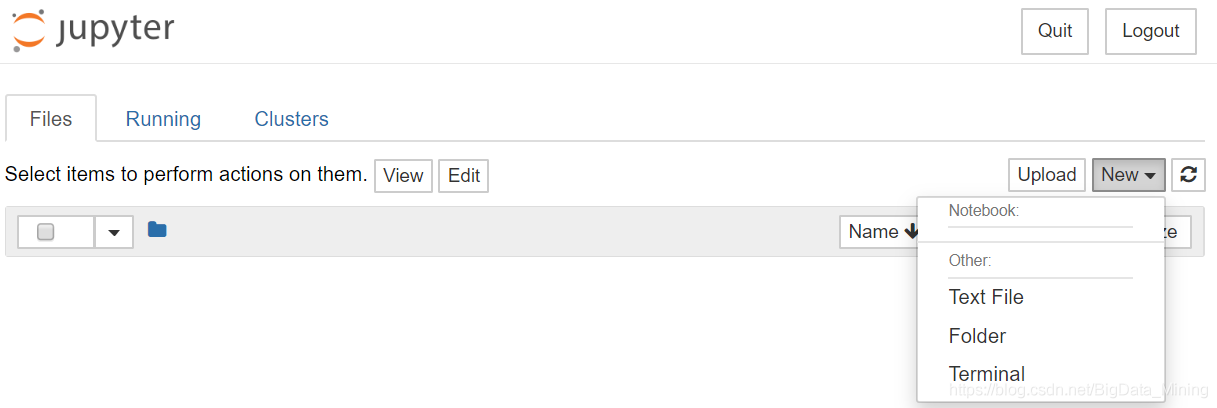 jupyter
Quit Logout
Files Running Clusters
Select items to perform actions on them. View Edit Upload New
Name ze
Notebook:
Other:
Text File
Folder
Terminal
https://blog.csdn.net/BigData_Mining